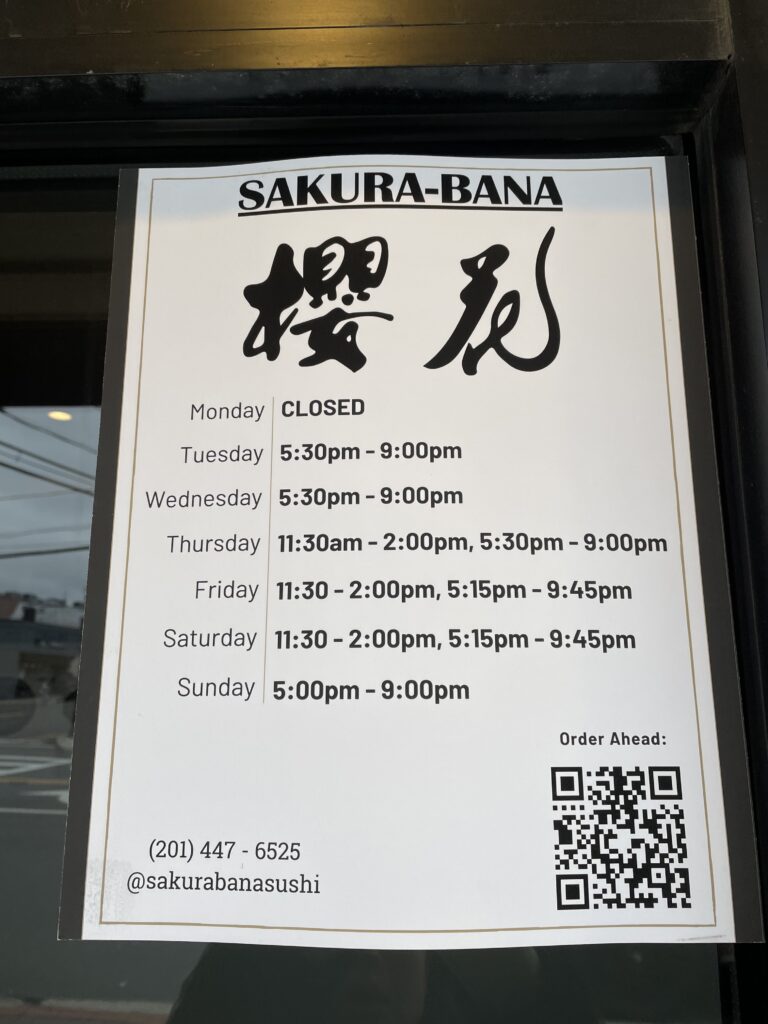 SAKURA-BANA
櫻花
Monday CLOSED
Tuesday 5:30pm - 9:00pm
Wednesday 5:30pm - 9:00pm
Thursday 11:30am - 2:00pm, 5:30pm - 9:00pm
Friday 11:30 - 2:00pm, 5:15pm - 9:45pm
Saturday 11:30 - 2:00pm, 5:15pm - 9:45pm
Sunday 5:00pm - 9:00pm
Order Ahead:
(201) 447 - 6525
@sakurabanasushi